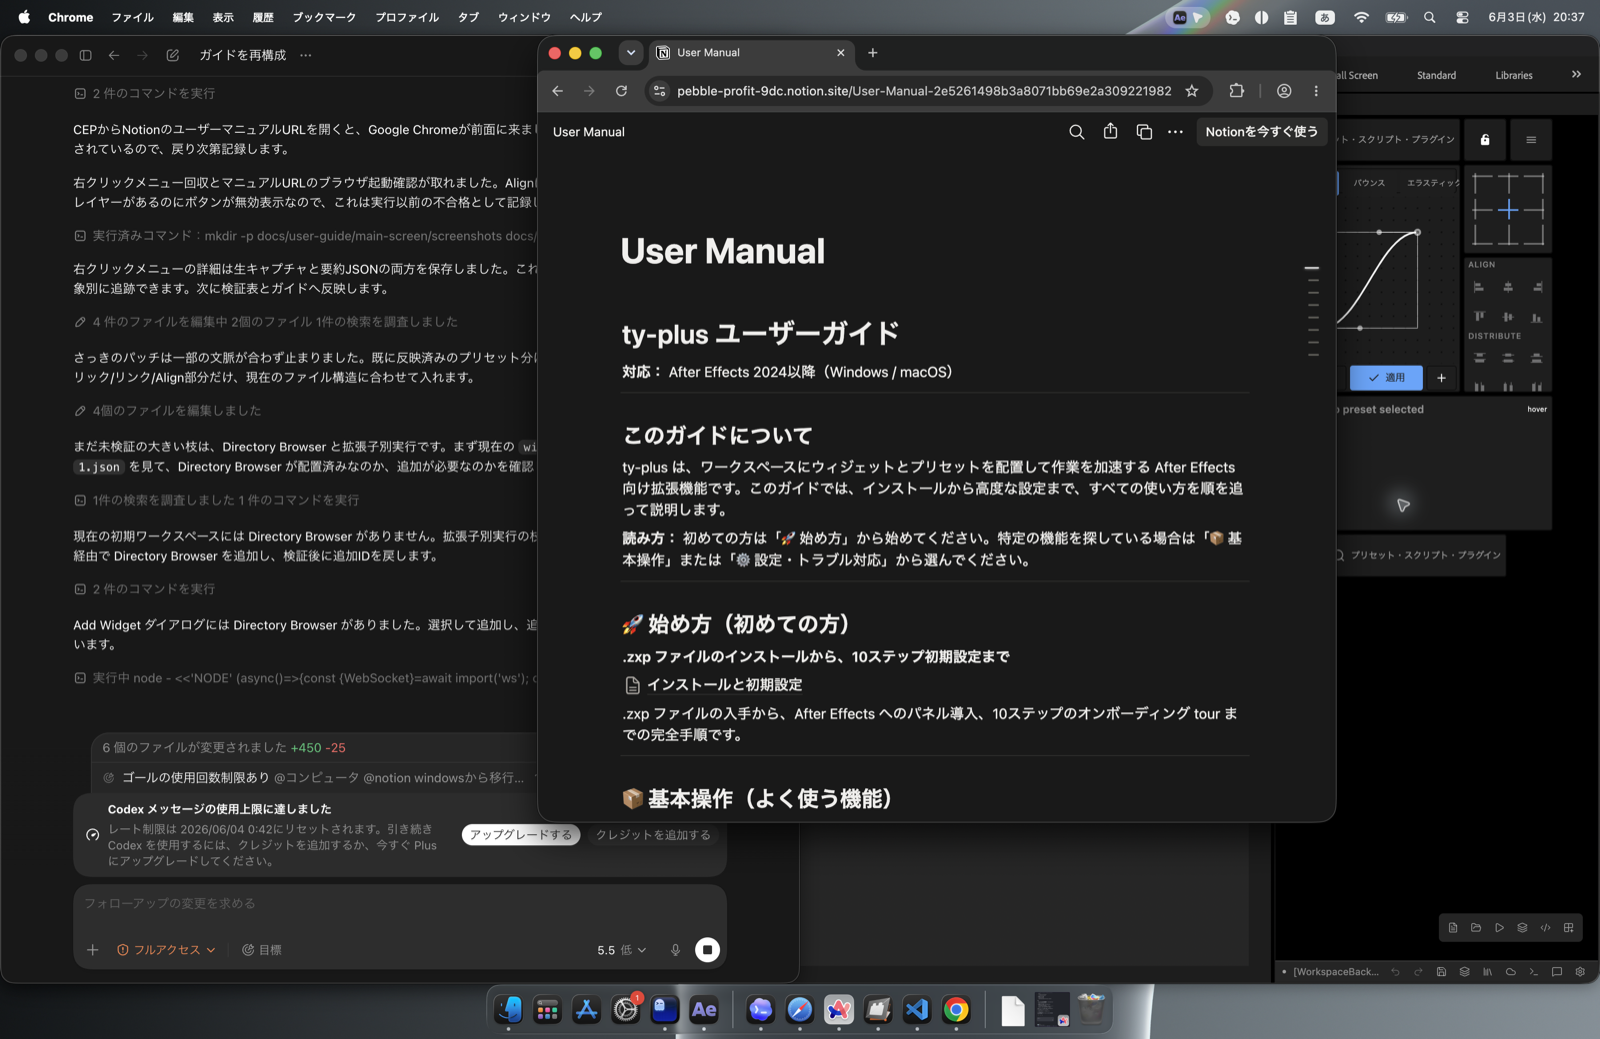 Chrome ファイル 編集 表示 履歴 ブックマーク プロファイル タブ ウィンドウ ヘルプ
Ae
あ
6月3日(水) 20:37
ガイドを再構成 …
2 件のコマンドを実行
CEPからNotionのユーザーマニュアルURLを開くと、Google Chromeが前面に来まし
されているので、戻り次第記録します。
右クリックメニュー回収とマニュアルURLのブラウザ起動確認が取れました。Align
レイヤーがあるのにボタンが無効表示なので、これは実行以前の不合格として記録し
実行済みコマンド：mkdir -p docs/user-guide/main-screen/screenshots docs/
右クリックメニューの詳細は生キャプチャと要約JSONの両方を保存しました。これ
象別に追跡できます。次に検証表とガイドへ反映します。
4 件のファイルを編集中 2個のファイル 1件の検索を調査しました
さっきのパッチは一部の文脈が合わず止まりました。既に反映済みのプリセット分
リック/リンク/Align部分だけ、現在のファイル構造に合わせて入れます。
4個のファイルを編集しました
まだ未検証の大きい枝は、Directory Browser と拡張子別実行です。まず現在の wi
1.json を見て、Directory Browser が配置済みなのか、追加が必要なのかを確認
1件の検索を調査しました 1 件のコマンドを実行
現在の初期ワークスペースには Directory Browser がありません。拡張子別実行の枝
経由で Directory Browser を追加し、検証後に追加IDを戻します。
2 件のコマンドを実行
Add Widget ダイアログには Directory Browser がありました。選択して追加し、追
います。
実行中 node - <<'NODE' (async()=>{const {WebSocket}=await import('ws'); c
6 個のファイルが変更されました +450 -25
ゴールの使用回数制限あり @コンピュータ @notion windowsから移行...
Codex メッセージの使用上限に達しました
レート制限は 2026/06/04 0:42にリセットされます。引き続き
Codex を使用するには、クレジットを追加するか、今すぐ Plus
にアップグレードしてください。
アップグレードする
クレジットを追加する
フォローアップの変更を求める
フルアクセス
目標
5.5 低
User Manual
pebble-profit-9dc.notion.site/User-Manual-2e5261498b3a8071bb69e2a309221982
User Manual
Notionを今すぐ使う
User Manual
ty-plus ユーザーガイド
対応： After Effects 2024以降（Windows / macOS）
このガイドについて
ty-plus は、ワークスペースにウィジェットとプリセットを配置して作業を加速する After Effects
向け拡張機能です。このガイドでは、インストールから高度な設定まで、すべての使い方を順を追
って説明します。
読み方： 初めての方は「🚀 始め方」から始めてください。特定の機能を探している場合は「📦 基
本操作」または「⚙️ 設定・トラブル対応」から選んでください。
🚀 始め方（初めての方）
.zxp ファイルのインストールから、10ステップ初期設定まで
インストールと初期設定
.zxp ファイルの入手から、After Effects へのパネル導入、10ステップのオンボーディング tour ま
での完全手順です。
📦 基本操作（よく使う機能）
all Screen
Standard
Libraries
ト・スクリプト・プラグイン
バウンス
エラスティック
ALIGN
DISTRIBUTE
適用
preset selected
hover
プリセット・スクリプト・プラグイン
[WorkspaceBack...
1
Ae